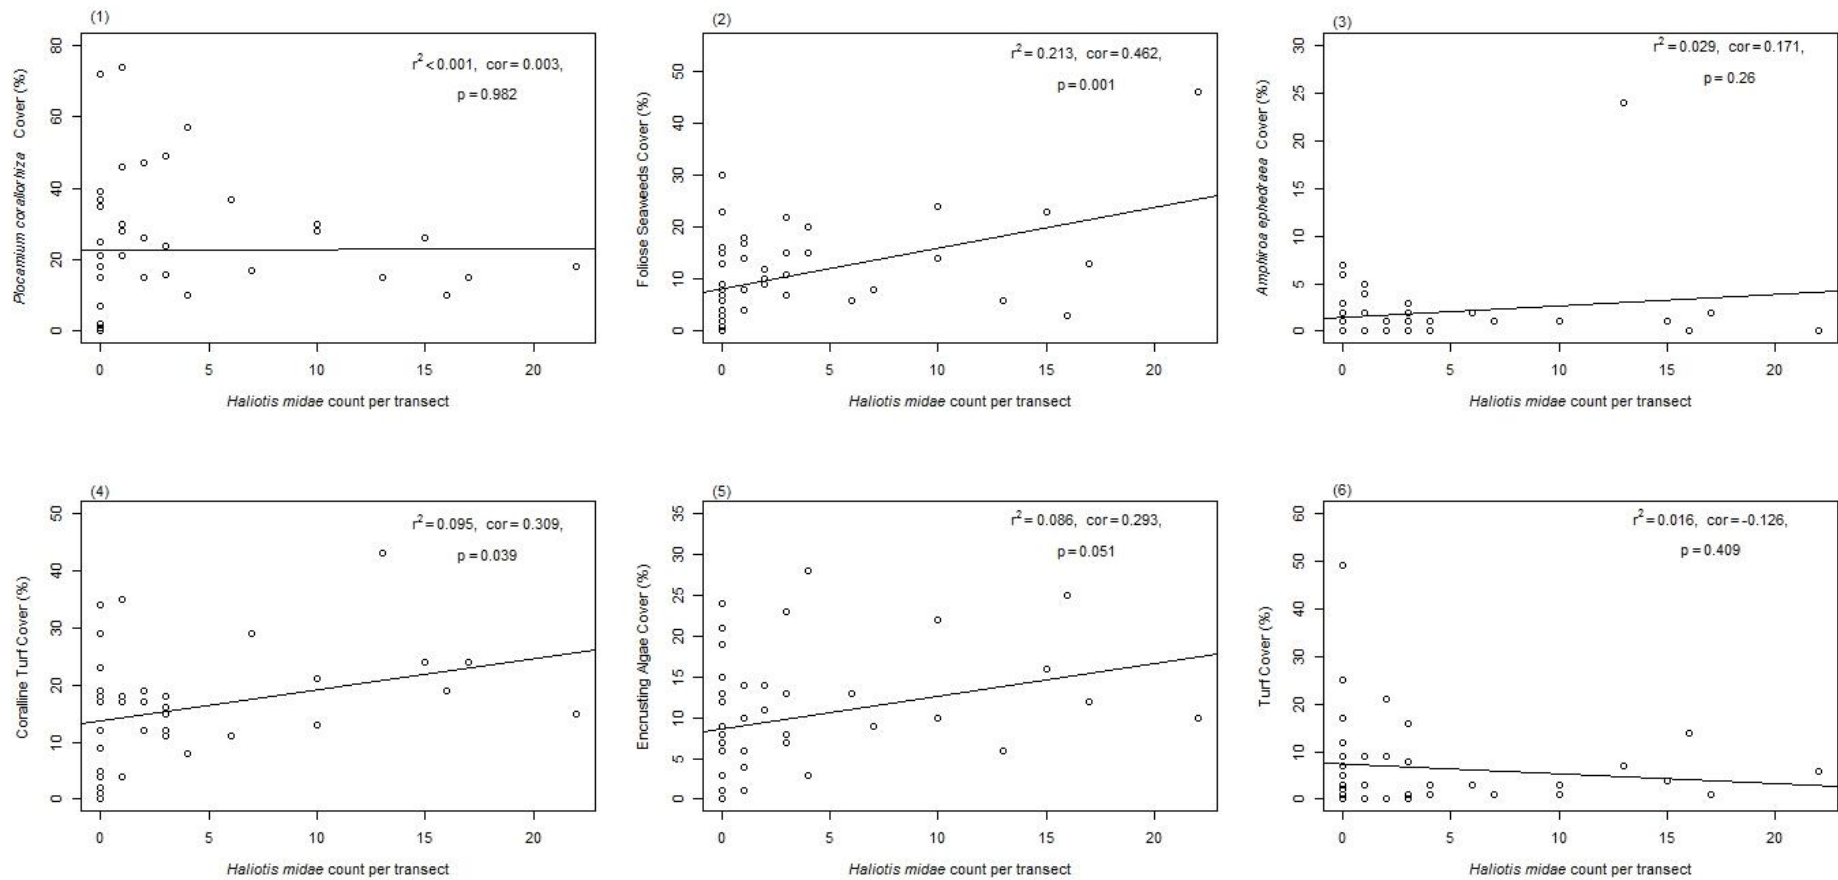 (1)
r² < 0.001, cor = 0.003,
p = 0.982
Plocamium corallorhiza Cover (%)
0 20 40 60 80
0 5 10 15 20
Haliotis midae count per transect
(2)
r² = 0.213, cor = 0.462,
p = 0.001
Foliose Seaweeds Cover (%)
0 10 20 30 40 50
0 5 10 15 20
Haliotis midae count per transect
(3)
r² = 0.029, cor = 0.171,
p = 0.26
Amphiroa ephedraea Cover (%)
0 5 10 15 20 25 30
0 5 10 15 20
Haliotis midae count per transect
(4)
r² = 0.095, cor = 0.309,
p = 0.039
Coralline Turf Cover (%)
0 10 20 30 40 50
0 5 10 15 20
Haliotis midae count per transect
(5)
r² = 0.086, cor = 0.293,
p = 0.051
Encrusting Algae Cover (%)
0 5 10 15 20 25 30 35
0 5 10 15 20
Haliotis midae count per transect
(6)
r² = 0.016, cor = -0.126,
p = 0.409
Turf Cover (%)
0 10 20 30 40 50 60
0 5 10 15 20
Haliotis midae count per transect